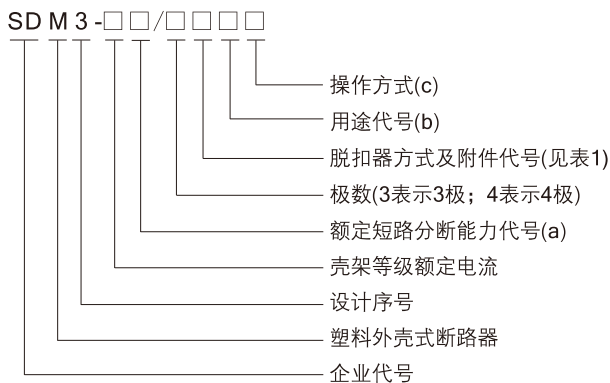 SD M 3 -□□/□□□□
操作方式(c)
用途代号(b)
脱扣器方式及附件代号(见表1)
极数(3表示3极；4表示4极)
额定短路分断能力代号(a)
壳架等级额定电流
设计序号
塑料外壳式断路器
企业代号